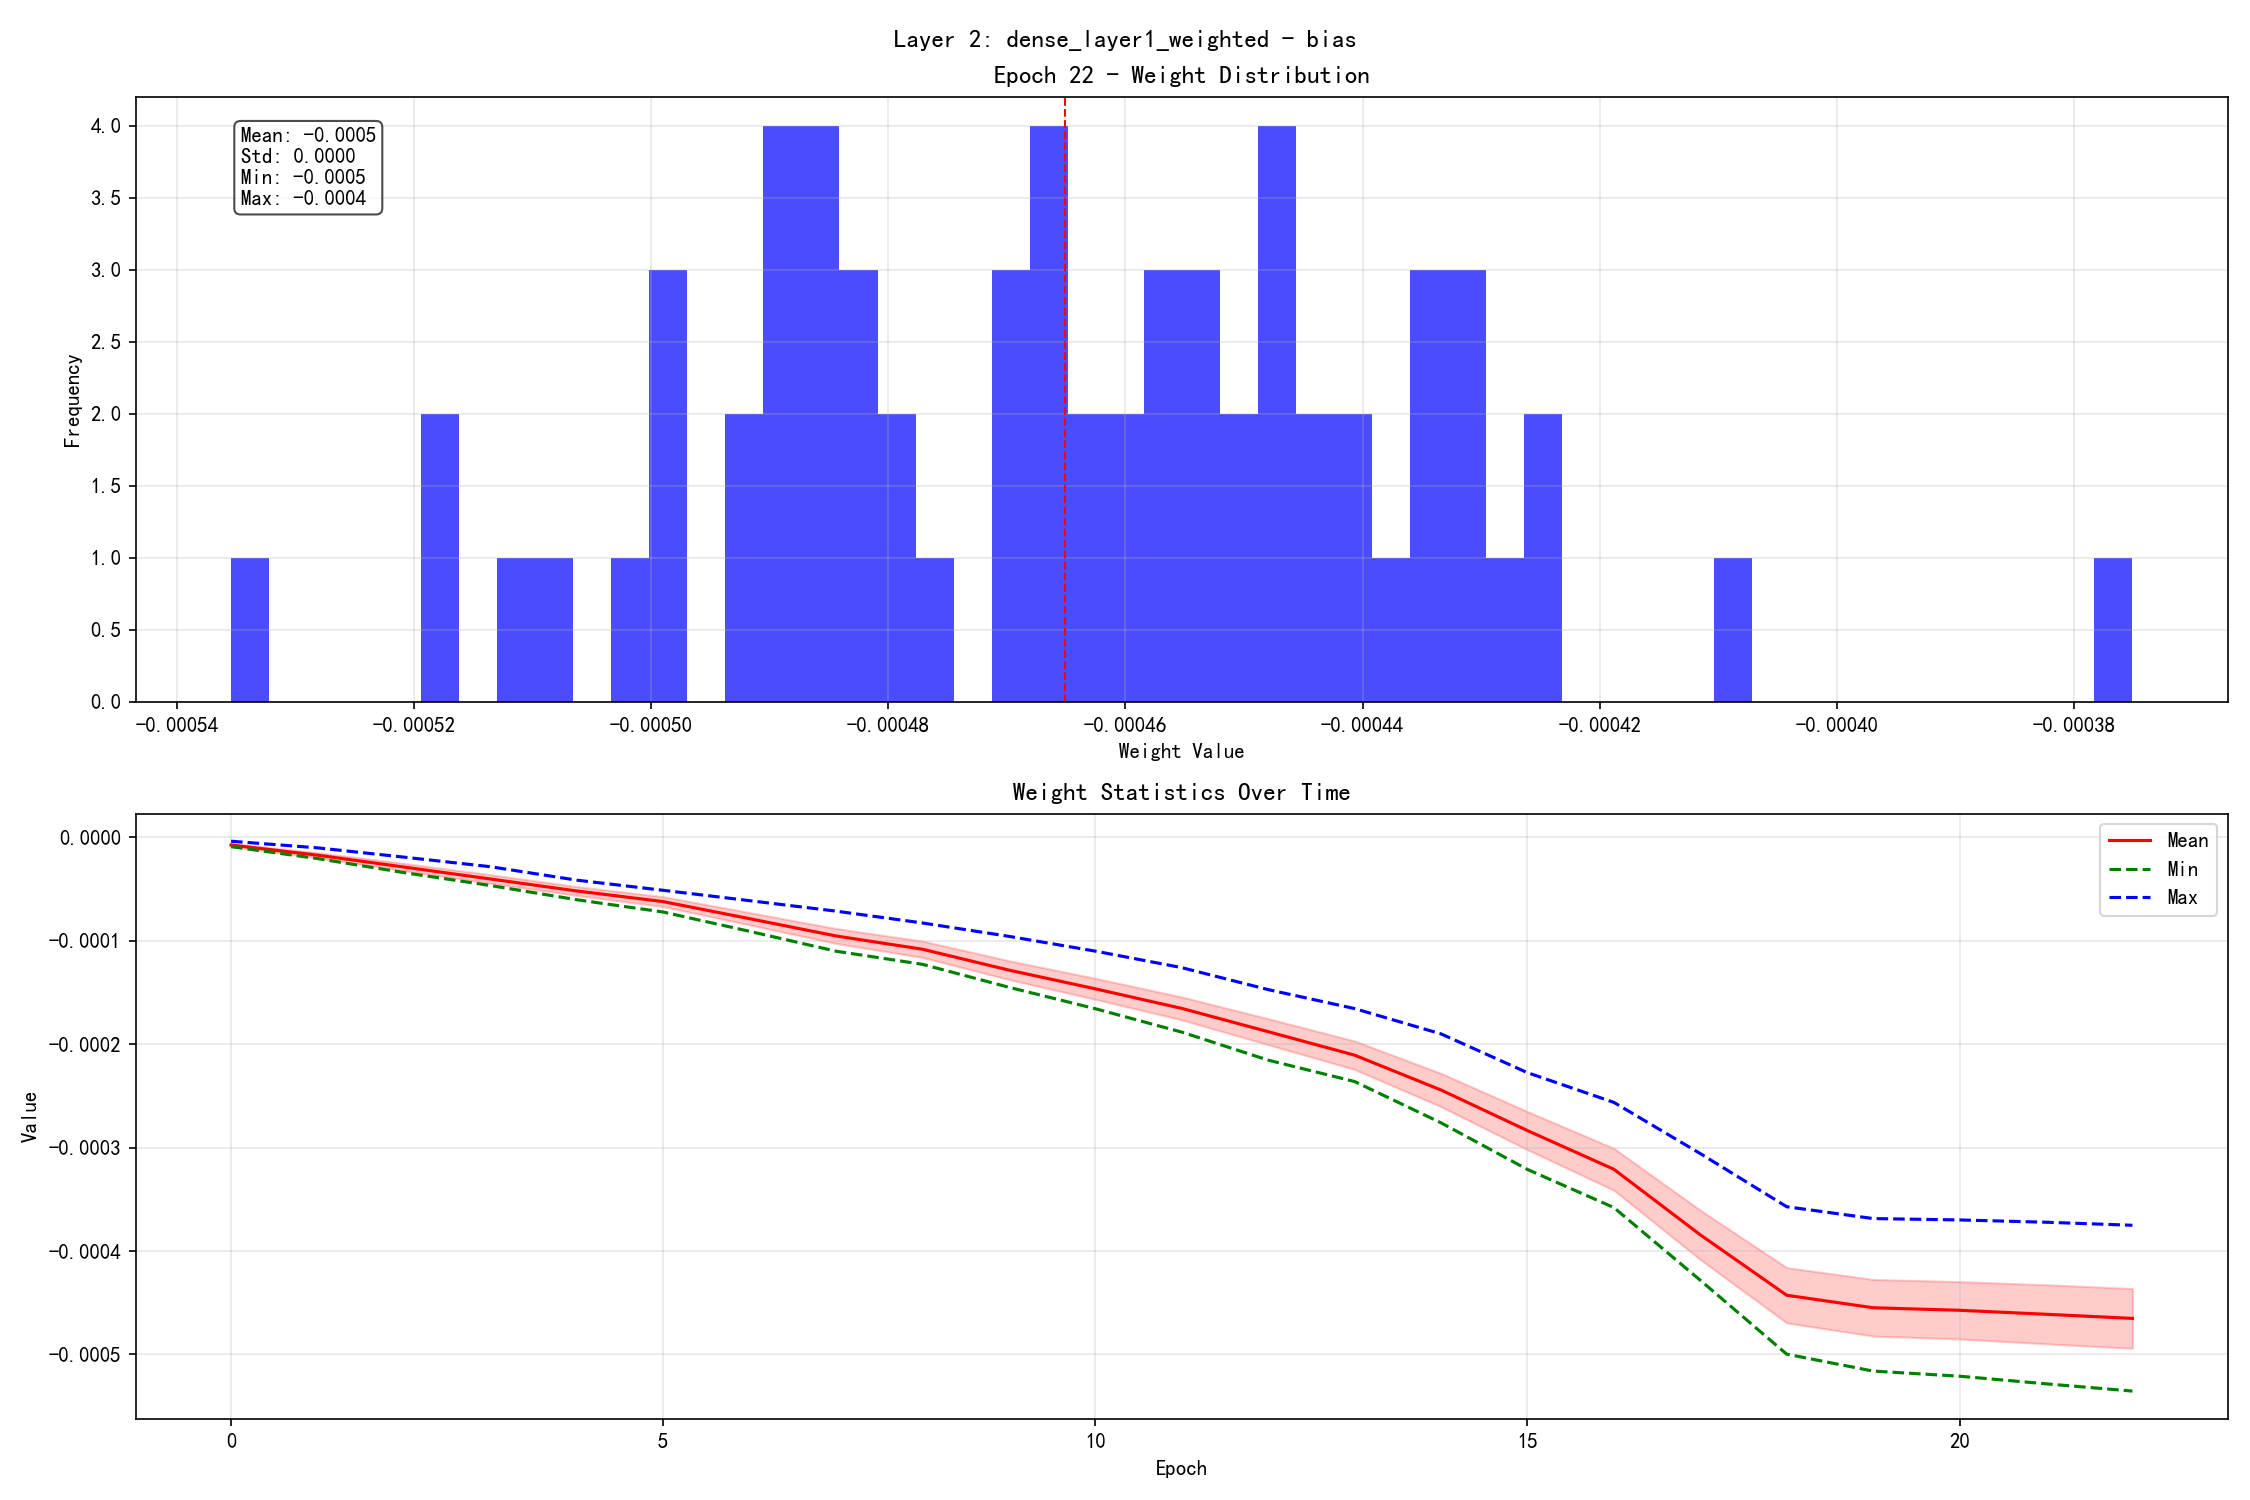 Layer 2: dense_layer1_weighted - bias
Epoch 22 - Weight Distribution
Mean: -0.0005
Std: 0.0000
Min: -0.0005
Max: -0.0004
Frequency
4.0
3.5
3.0
2.5
2.0
1.5
1.0
0.5
0.0
-0.00054 -0.00052 -0.00050 -0.00048 -0.00046 -0.00044 -0.00042 -0.00040 -0.00038
Weight Value
Weight Statistics Over Time
Mean
Min
Max
Value
0.0000
-0.0001
-0.0002
-0.0003
-0.0004
-0.0005
0 5 10 15 20
Epoch